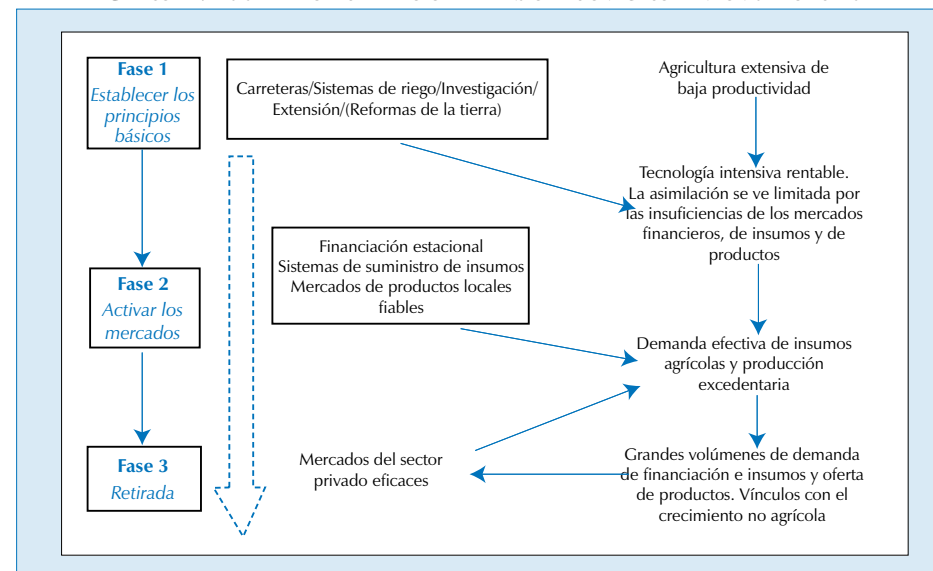 Fase 1
Establecer los
principios
básicos
Carreteras/Sistemas de riego/Investigación/
Extensión/(Reformas de la tierra)
Agricultura extensiva de
baja productividad
Tecnología intensiva rentable.
La asimilación se ve limitada por
las insuficiencias de los mercados
financieros, de insumos y de
productos
Financiación estacional
Sistemas de suministro de insumos
Mercados de productos locales
fiables
Fase 2
Activar los
mercados
Demanda efectiva de insumos
agrícolas y producción
excedentaria
Fase 3
Retirada
Mercados del sector
privado eficaces
Grandes volúmenes de demanda
de financiación e insumos y oferta
de productos. Vínculos con el
crecimiento no agrícola